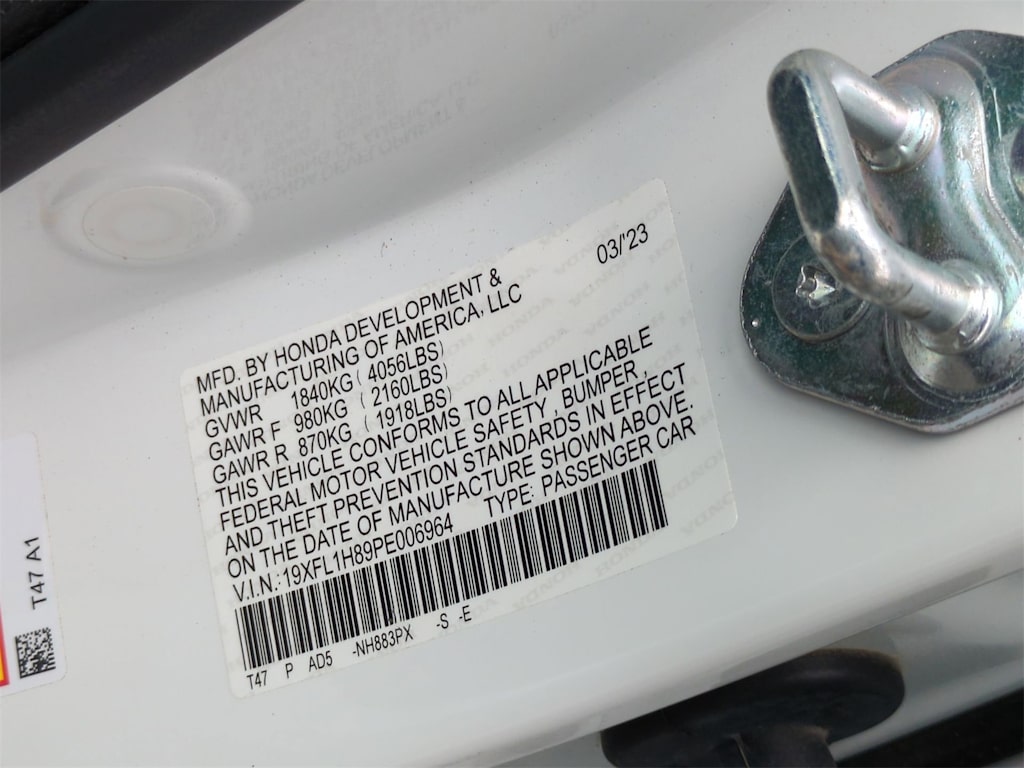 MFD. BY HONDA DEVELOPMENT & 03/'23
MANUFACTURING OF AMERICA, LLC
GVWR 1840KG ( 4056LBS)
GAWR F 980KG ( 2160LBS)
GAWR R 870KG ( 1918LBS)
THIS VEHICLE CONFORMS TO ALL APPLICABLE
FEDERAL MOTOR VEHICLE SAFETY , BUMPER ,
AND THEFT PREVENTION STANDARDS IN EFFECT
ON THE DATE OF MANUFACTURE SHOWN ABOVE.
V.I.N.:19XFL1H89PE006964 TYPE: PASSENGER CAR
T47 P AD5 -NH883PX -S -E
T47 A1